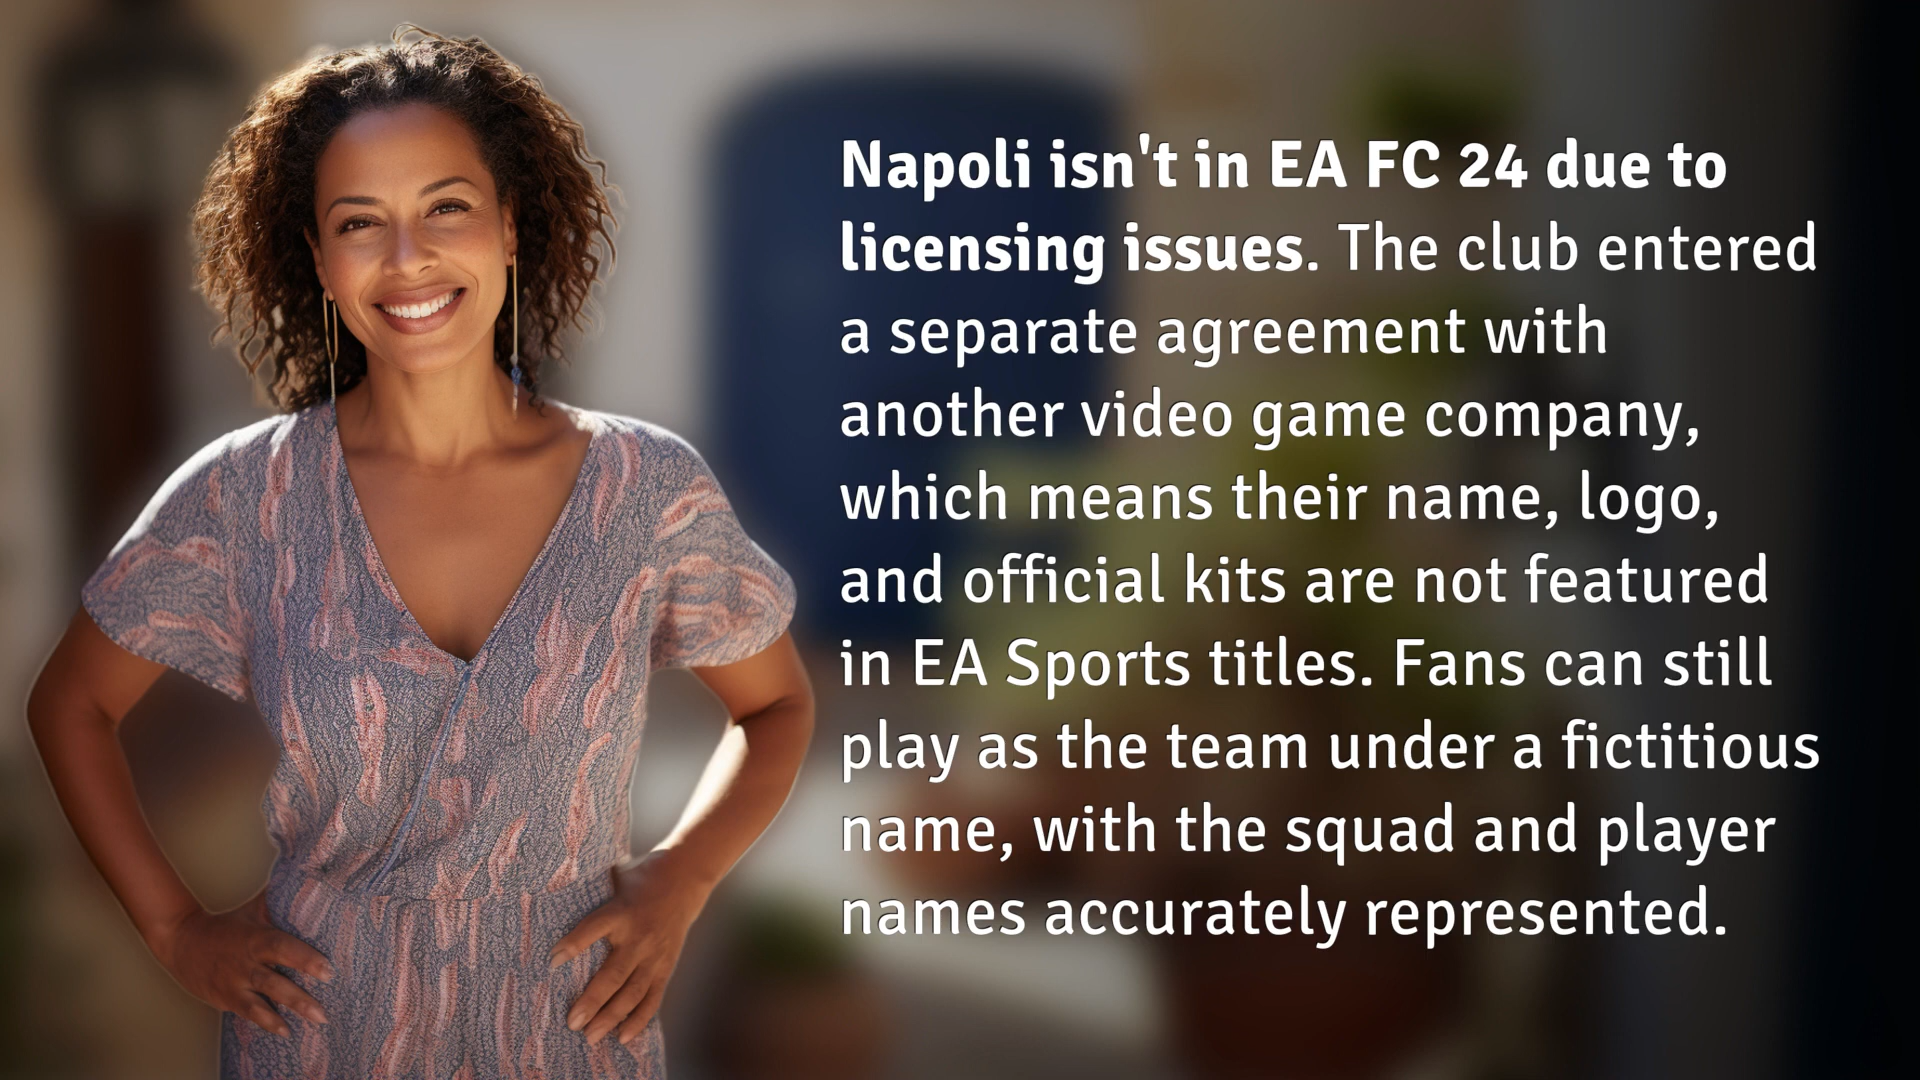 Napoli isn't in EA FC 24 due to
licensing issues. The club entered
a separate agreement with
another video game company,
which means their name, logo,
and official kits are not featured
in EA Sports titles. Fans can still
play as the team under a fictitious
name, with the squad and player
names accurately represented.